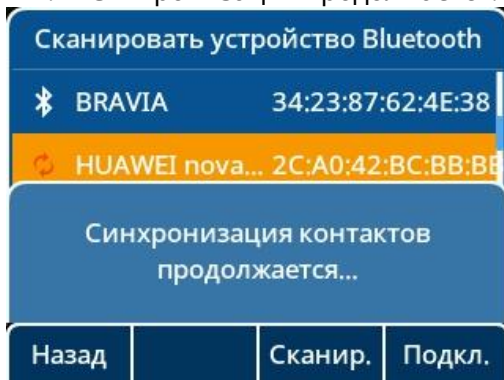 Сканировать устройство Bluetooth
BRAVIA 34:23:87:62:4E:38
HUAWEI nova... 2C:A0:42:BC:BB:BE
Синхронизация контактов
продолжается...
Назад Сканир. Подкл.